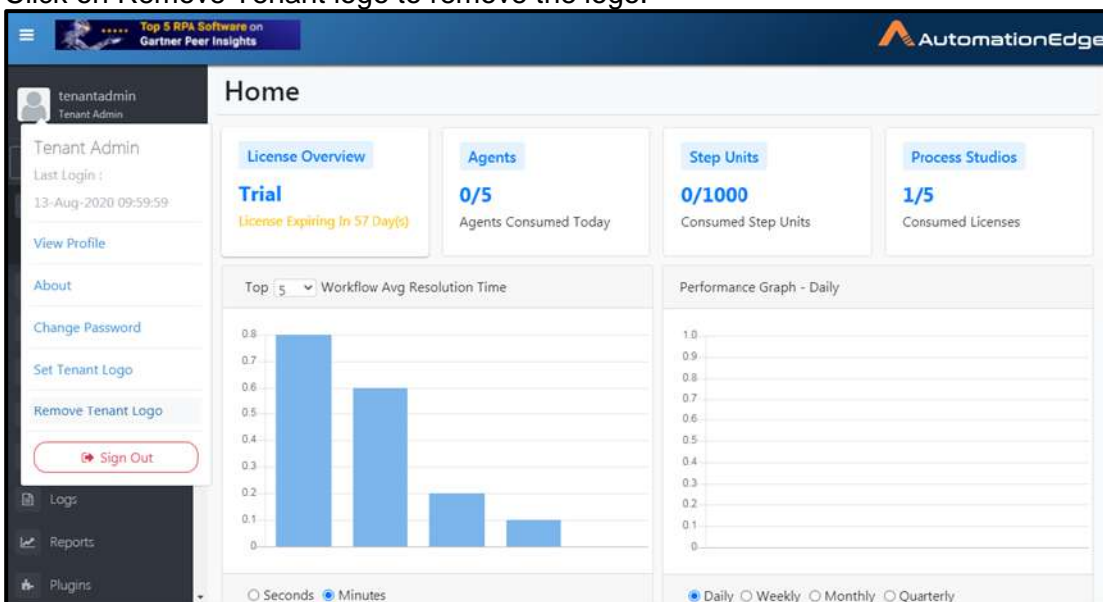 Click on Remove Tenant logo to remove the logo.
Top 5 RPA Software on
Gartner Peer Insights
AutomationEdge
tenantadmin
Tenant Admin
Home
Tenant Admin
Last Login :
13-Aug-2020 09:59:59
View Profile
About
Change Password
Set Tenant Logo
Remove Tenant Logo
Sign Out
Logs
Reports
Plugins
License Overview
Trial
License Expiring In 57 Day(s)
Agents
0/5
Agents Consumed Today
Step Units
0/1000
Consumed Step Units
Process Studios
1/5
Consumed Licenses
Top 5 Workflow Avg Resolution Time
0.8
0.7
0.6
0.5
0.4
0.3
0.2
0.1
0
Seconds Minutes
Performance Graph - Daily
1.0
0.9
0.8
0.7
0.6
0.5
0.4
0.3
0.2
0.1
0
Daily Weekly Monthly Quarterly